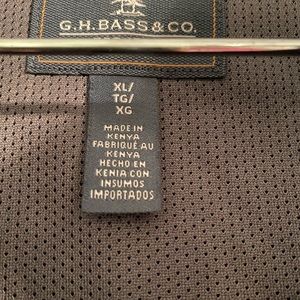 G.H.BASS&CO.
XL/
TG/
XG
MADE IN
KENYA
FABRIQUÉ AU
KENYA
HECHO EN
KENIA CON
INSUMOS
IMPORTADOS